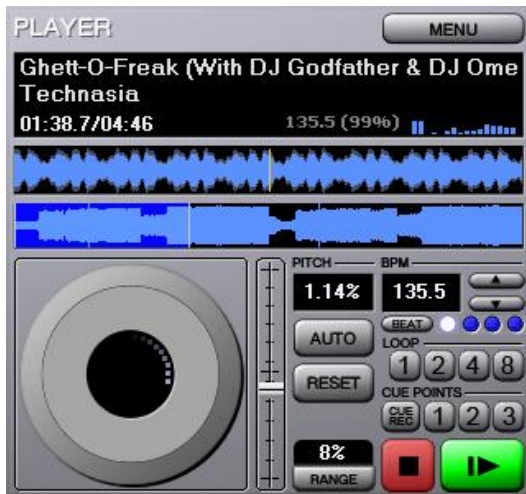 PLAYER
MENU
Ghett-O-Freak (With DJ Godfather & DJ Ome
Technasia
01:38.7/04:46 135.5 (99%)
PITCH BPM
1.14% 135.5
BEAT
AUTO
LOOP
1 2 4 8
RESET
CUE POINTS
CUE REC 1 2 3
8%
RANGE